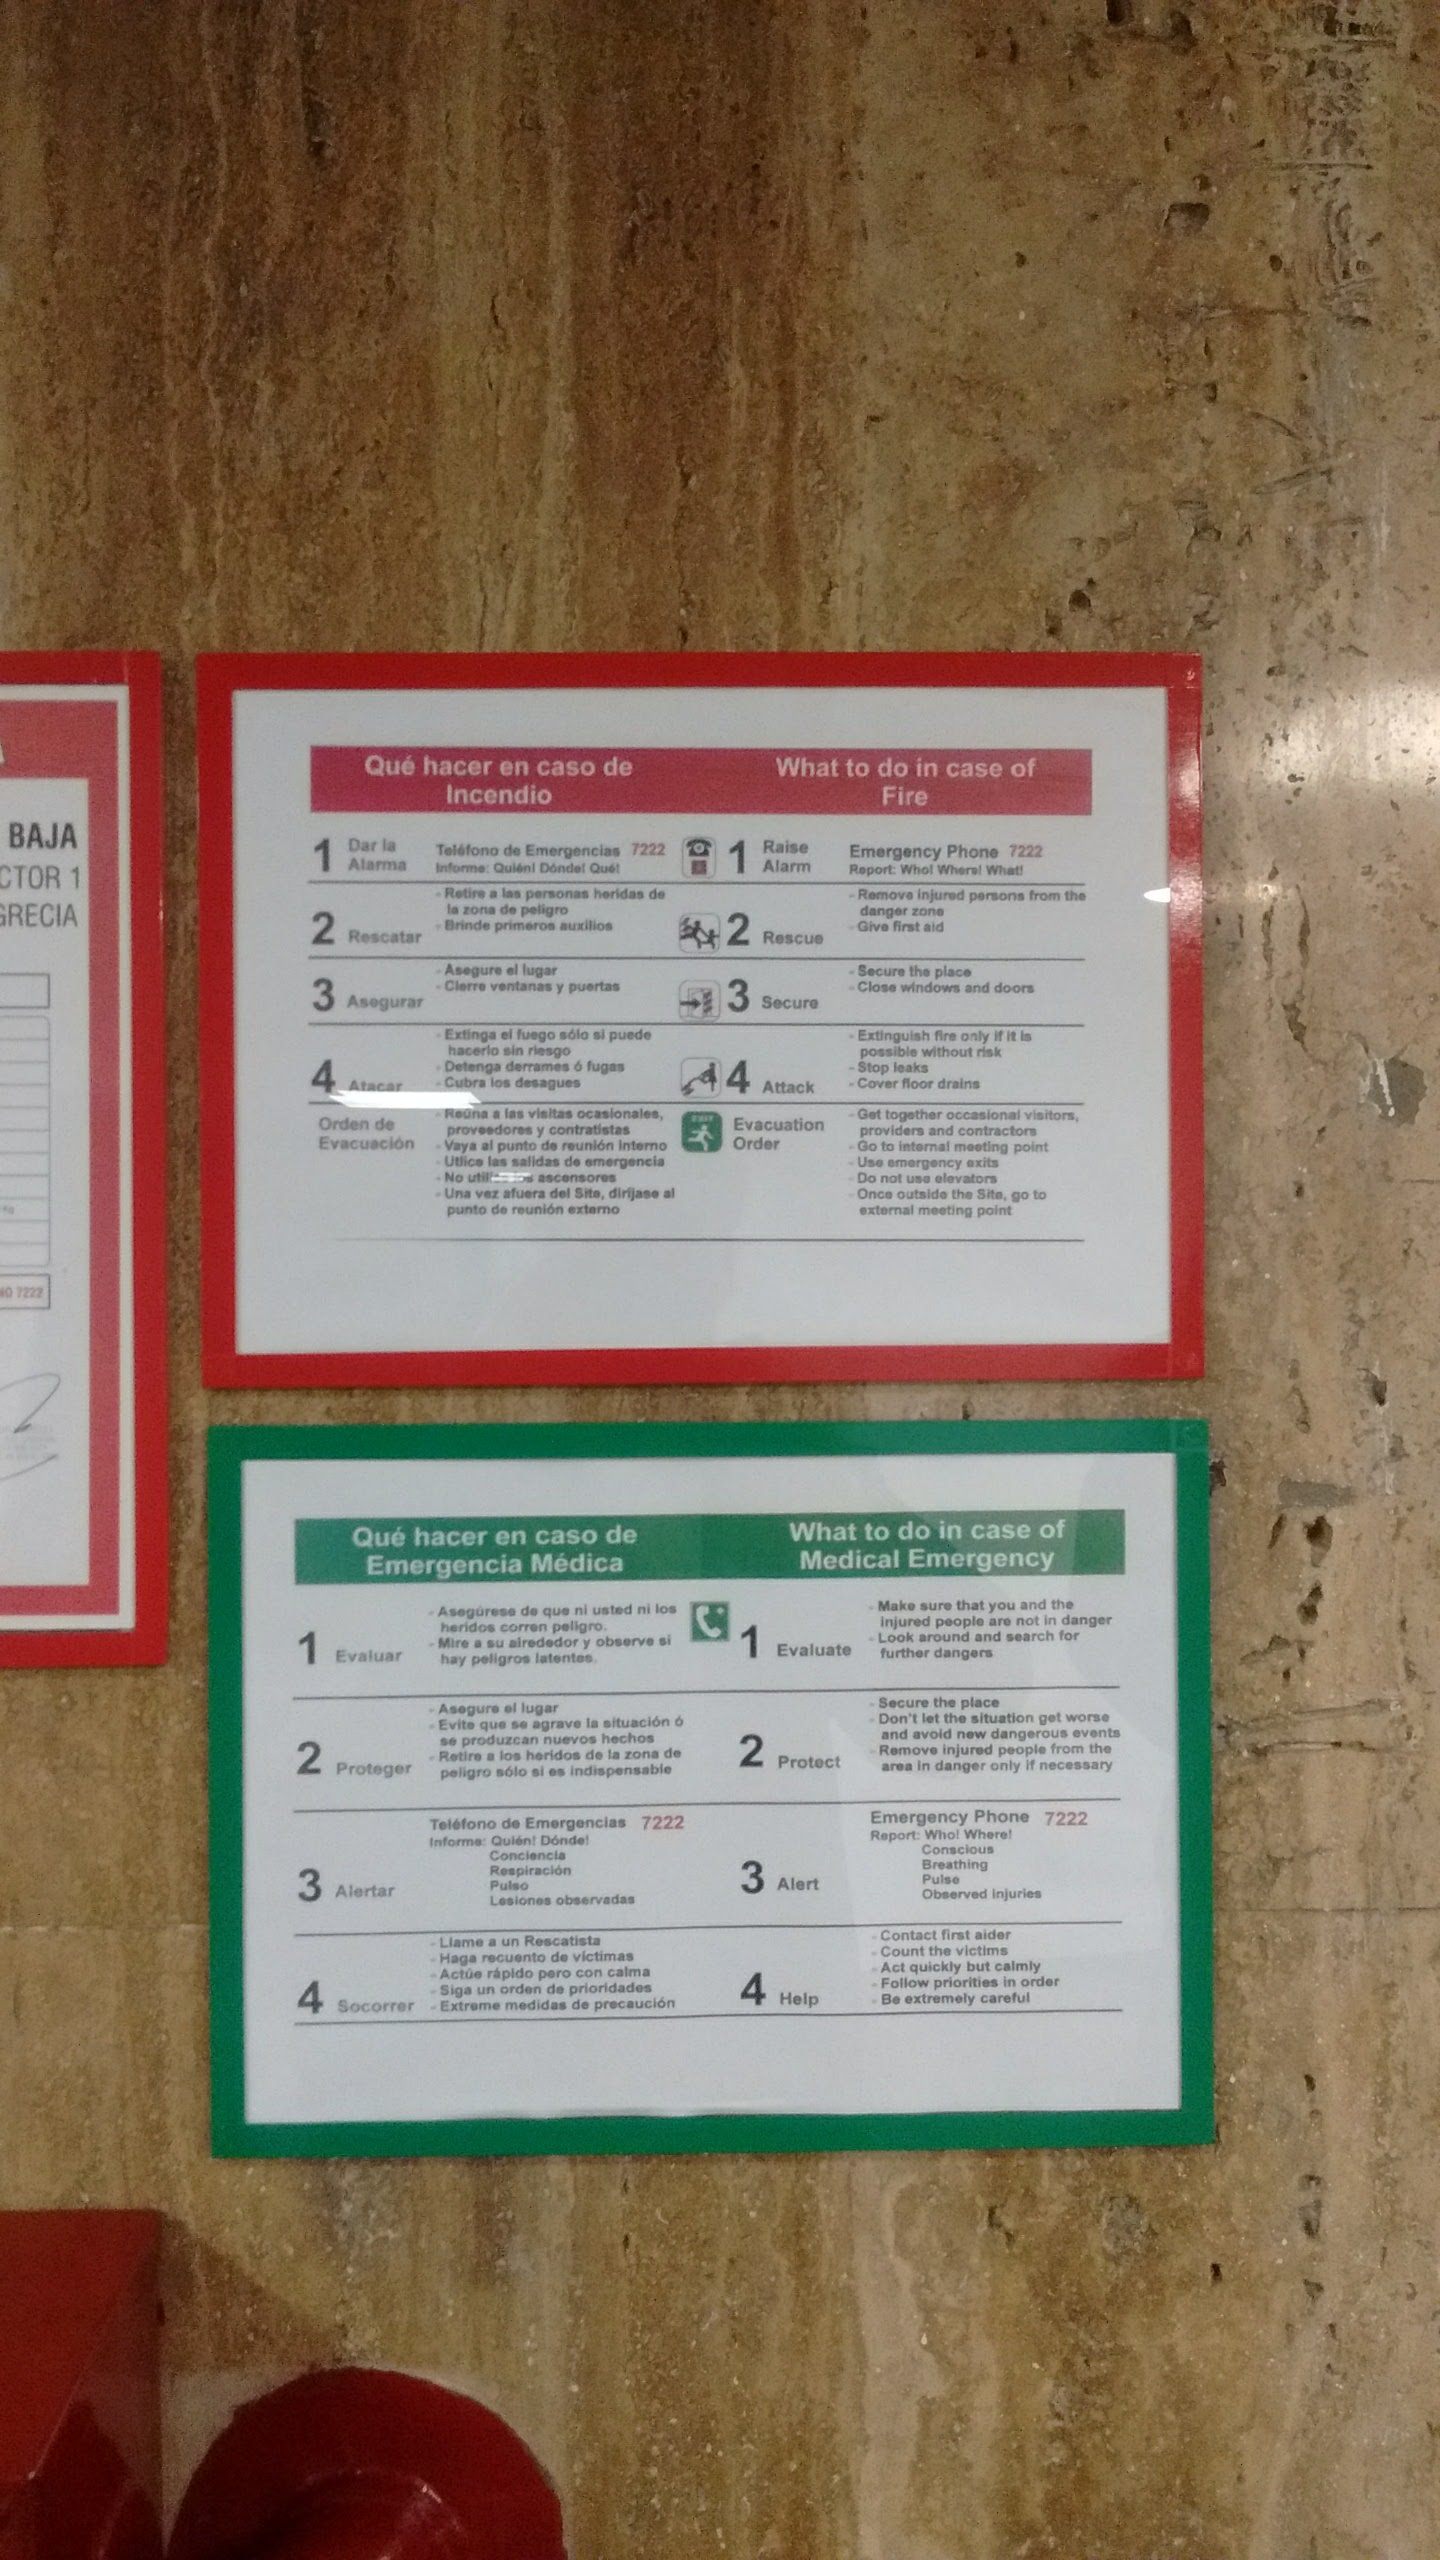 BAJA
CTOR 1
GRECIA
NO 7222
Qué hacer en caso de
Incendio
What to do in case of
Fire
1 Dar la
Alarma
Teléfono de Emergencias 7222
Informe: Quién! Dónde! Qué!
1 Raise
Alarm
Emergency Phone 7222
Report: Who! Where! What!
2 Rescatar
- Retire a las personas heridas de
la zona de peligro
- Brinde primeros auxilios
2 Rescue
- Remove injured persons from the
danger zone
- Give first aid
3 Asegurar
- Asegure el lugar
- Cierre ventanas y puertas
3 Secure
- Secure the place
- Close windows and doors
4 Atacar
- Extinga el fuego sólo si puede
hacerlo sin riesgo
- Detenga derrames ó fugas
- Cubra los desagues
4 Attack
- Extinguish fire only if it is
possible without risk
- Stop leaks
- Cover floor drains
Orden de
Evacuación
- Reúna a las visitas ocasionales,
proveedores y contratistas
- Vaya al punto de reunión interno
- Utlice las salidas de emergencia
- No ascensores
- Una vez afuera del Site, diríjase al
punto de reunión externo
EXIT
Evacuation
Order
- Get together occasional visitors,
providers and contractors
- Go to internal meeting point
- Use emergency exits
- Do not use elevators
- Once outside the Site, go to
external meeting point
Qué hacer en caso de
Emergencia Médica
What to do in case of
Medical Emergency
1 Evaluar
- Asegúrese de que ni usted ni los
heridos corren peligro.
- Mire a su alrededor y observe si
hay peligros latentes.
1 Evaluate
- Make sure that you and the
injured people are not in danger
- Look around and search for
further dangers
2 Proteger
- Asegure el lugar
- Evite que se agrave la situación ó
se produzcan nuevos hechos
- Retire a los heridos de la zona de
peligro sólo si es indispensable
2 Protect
- Secure the place
- Don't let the situation get worse
and avoid new dangerous events
- Remove injured people from the
area in danger only if necessary
3 Alertar
Teléfono de Emergencias 7222
Informe: Quién! Dónde!
Conciencia
Respiración
Pulso
Lesiones observadas
3 Alert
Emergency Phone 7222
Report: Who! Where!
Conscious
Breathing
Pulse
Observed injuries
4 Socorrer
- Llame a un Rescatista
- Haga recuento de víctimas
- Actúe rápido pero con calma
- Siga un orden de prioridades
- Extreme medidas de precaución
4 Help
- Contact first aider
- Count the victims
- Act quickly but calmly
- Follow priorities in order
- Be extremely careful